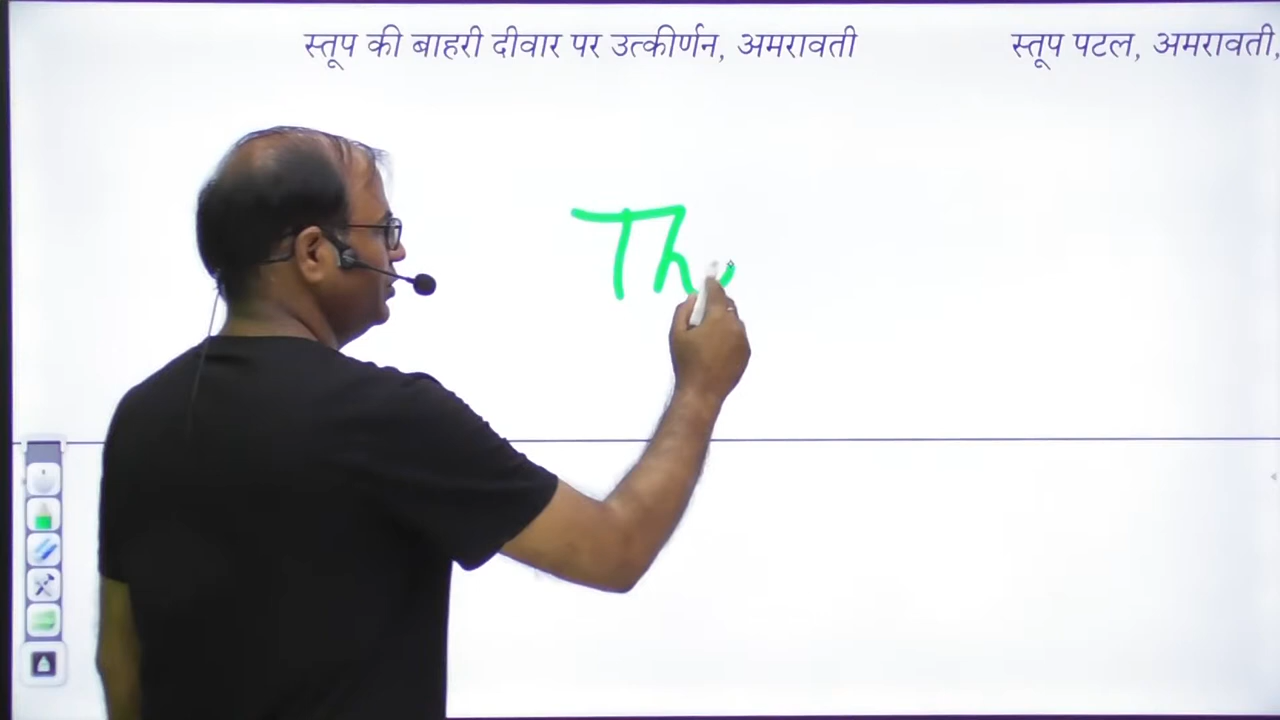 स्तूप की बाहरी दीवार पर उत्कीर्णन, अमरावती
स्तूप पटल, अमरावती,
Th